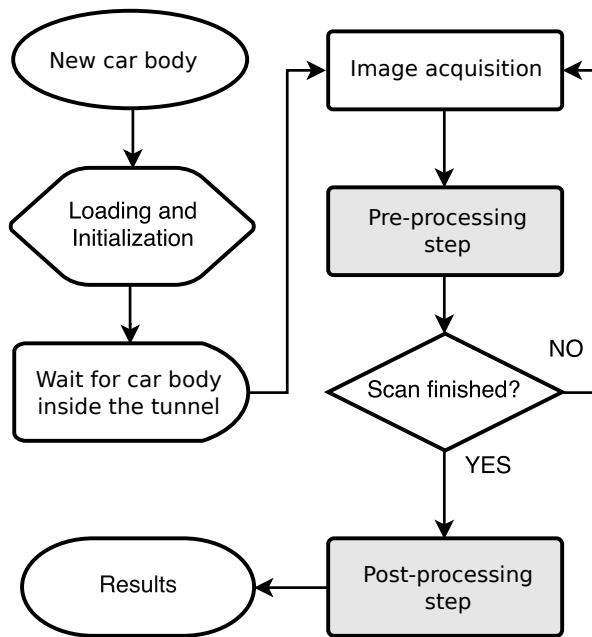 New car body
Loading and
Initialization
Wait for car body
inside the tunnel
Image acquisition
Pre-processing
step
Scan finished?
NO
YES
Post-processing
step
Results